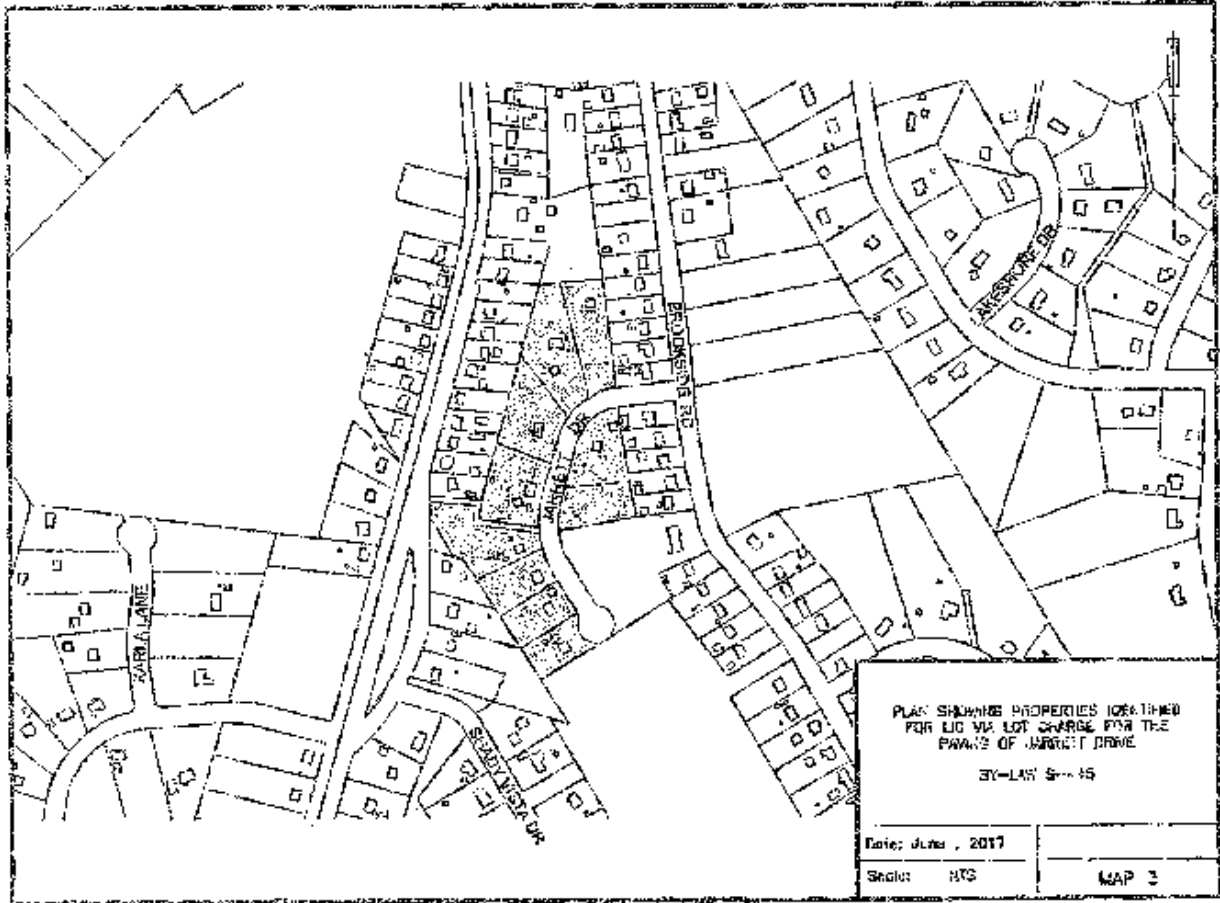 LAKESHORE DR
BROOKSIDE RD
DR
KARLA LANE
SHADY VISTA DR
PLAN SHOWING PROPERTIES IDENTIFIED
FOR LIC VIA LOT CHARGE FOR THE
PAVING OF JARRETT DRIVE
BY-LAW
Date: June , 2017
Scale: NTS
MAP 3